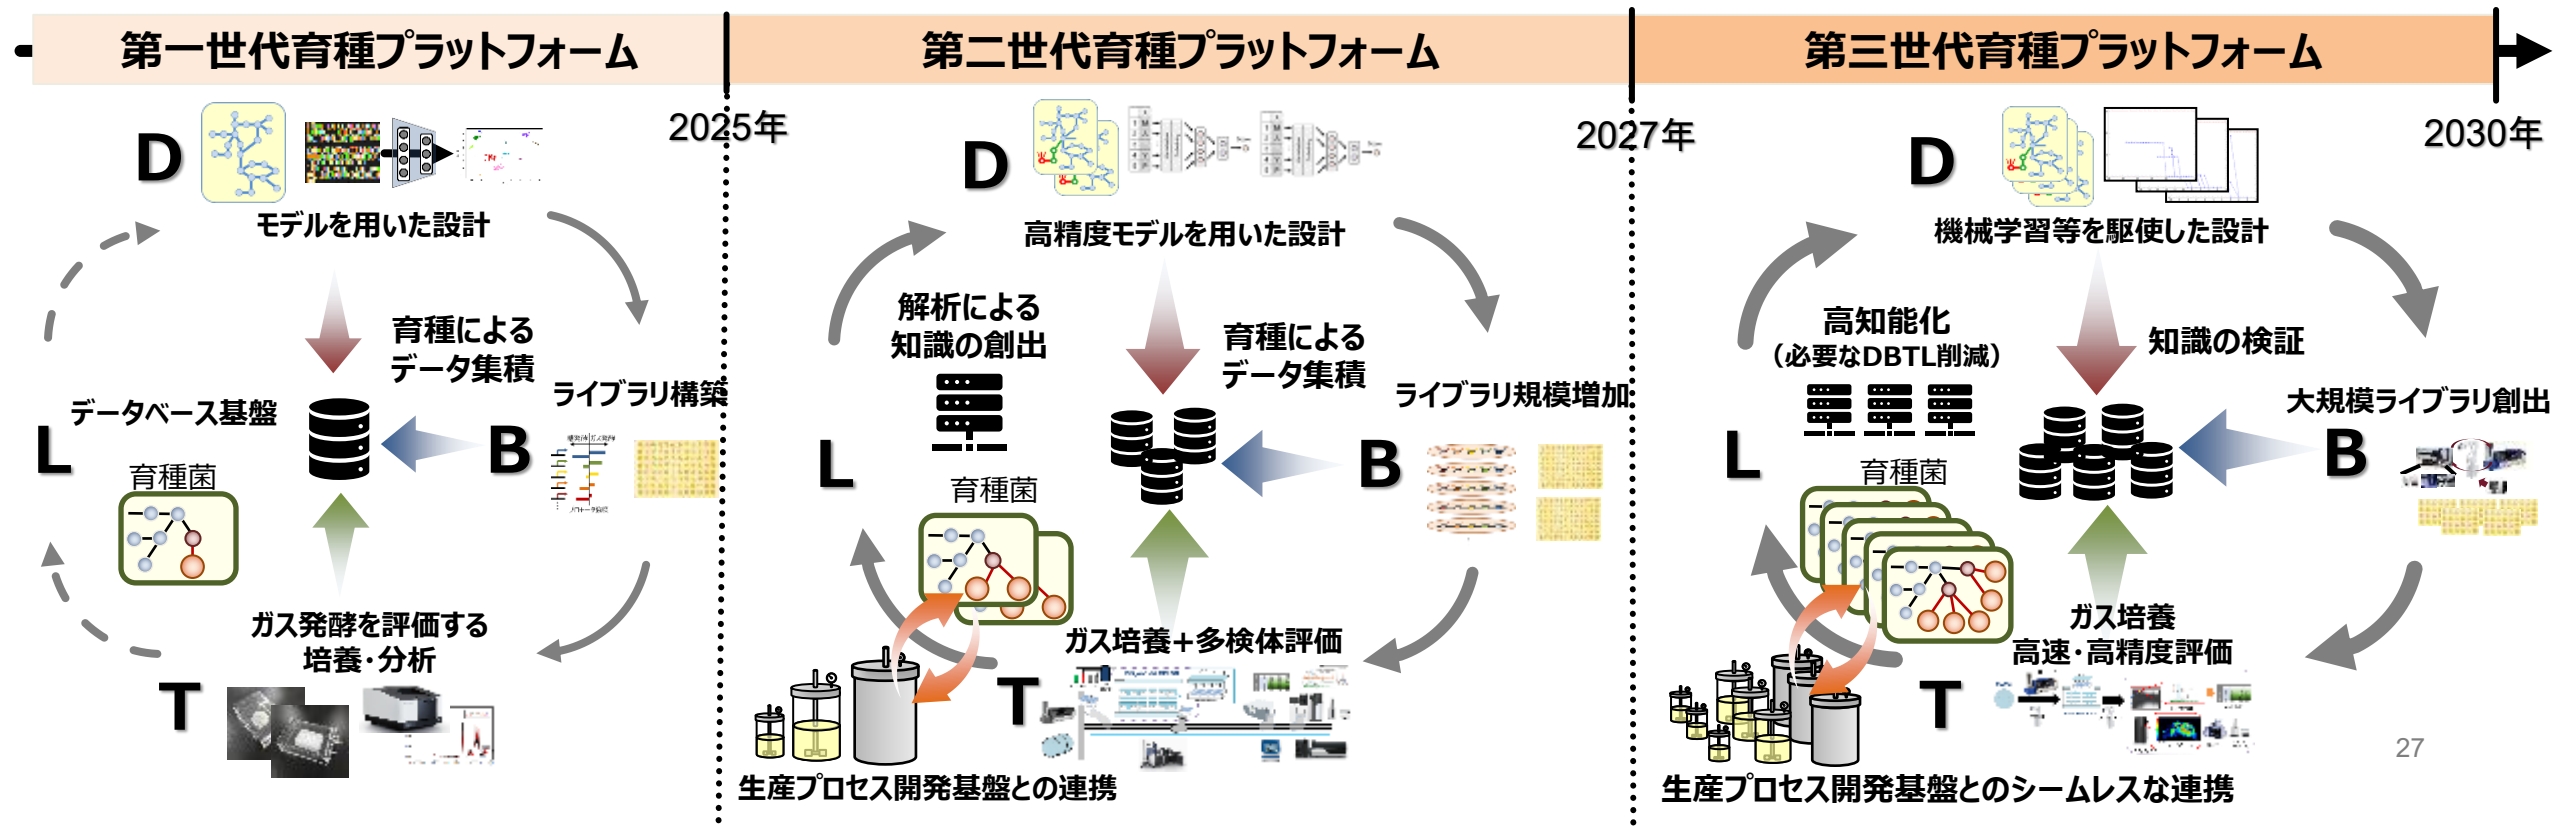 第一世代育種プラットフォーム
第二世代育種プラットフォーム
第三世代育種プラットフォーム
2025年
2027年
2030年
D
モデルを用いた設計
育種による
データ集積
ライブラリ構築
データベース基盤
L
B
育種菌
ガス発酵を評価する
培養・分析
T
D
高精度モデルを用いた設計
解析による
知識の創出
育種による
データ集積
ライブラリ規模増加
L
B
育種菌
ガス培養＋多検体評価
T
生産プロセス開発基盤との連携
D
機械学習等を駆使した設計
高知能化
（必要なDBTL削減）
知識の検証
大規模ライブラリ創出
L
B
育種菌
ガス培養
高速・高精度評価
T
生産プロセス開発基盤とのシームレスな連携
27